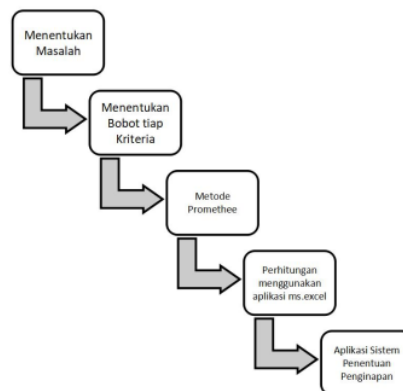 Menentukan
Masalah
Menentukan
Bobot tiap
Kriteria
Metode
Promethee
Perhitungan
menggunakan
aplikasi ms.excel
Aplikasi Sistem
Penentuan
Penginapan